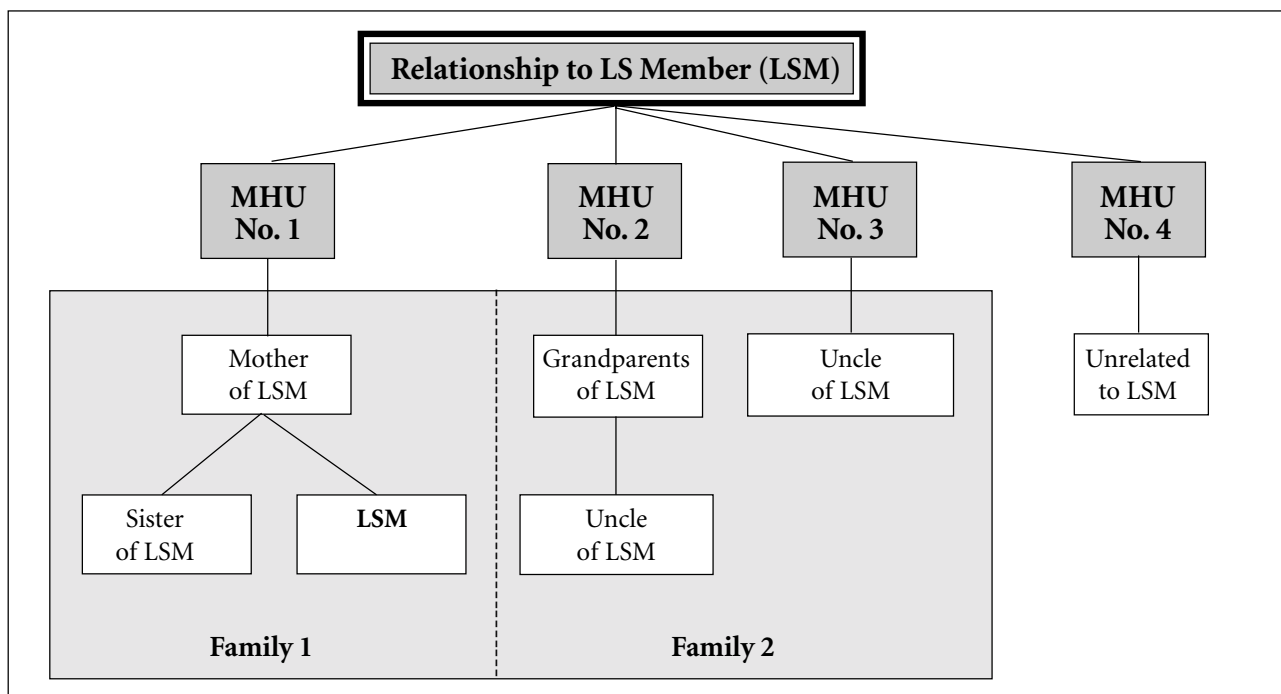 Relationship to LS Member (LSM)
MHU
No. 1
MHU
No. 2
MHU
No. 3
MHU
No. 4
Mother
of LSM
Grandparents
of LSM
Uncle
of LSM
Unrelated
to LSM
Sister
of LSM
LSM
Uncle
of LSM
Family 1
Family 2